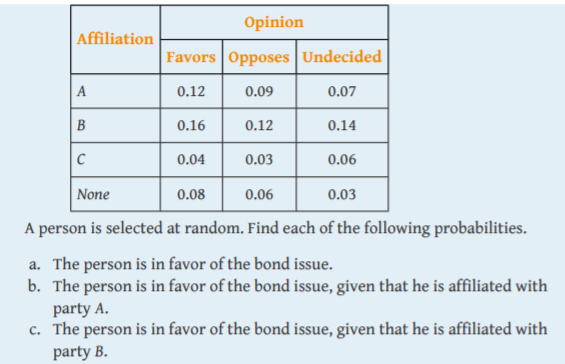 Opinion
Affiliation
Favors Opposes Undecided
A 0.12 0.09 0.07
B 0.16 0.12 0.14
C 0.04 0.03 0.06
None 0.08 0.06 0.03
A person is selected at random. Find each of the following probabilities.
a. The person is in favor of the bond issue.
b. The person is in favor of the bond issue, given that he is affiliated with
party A.
c. The person is in favor of the bond issue, given that he is affiliated with
party B.